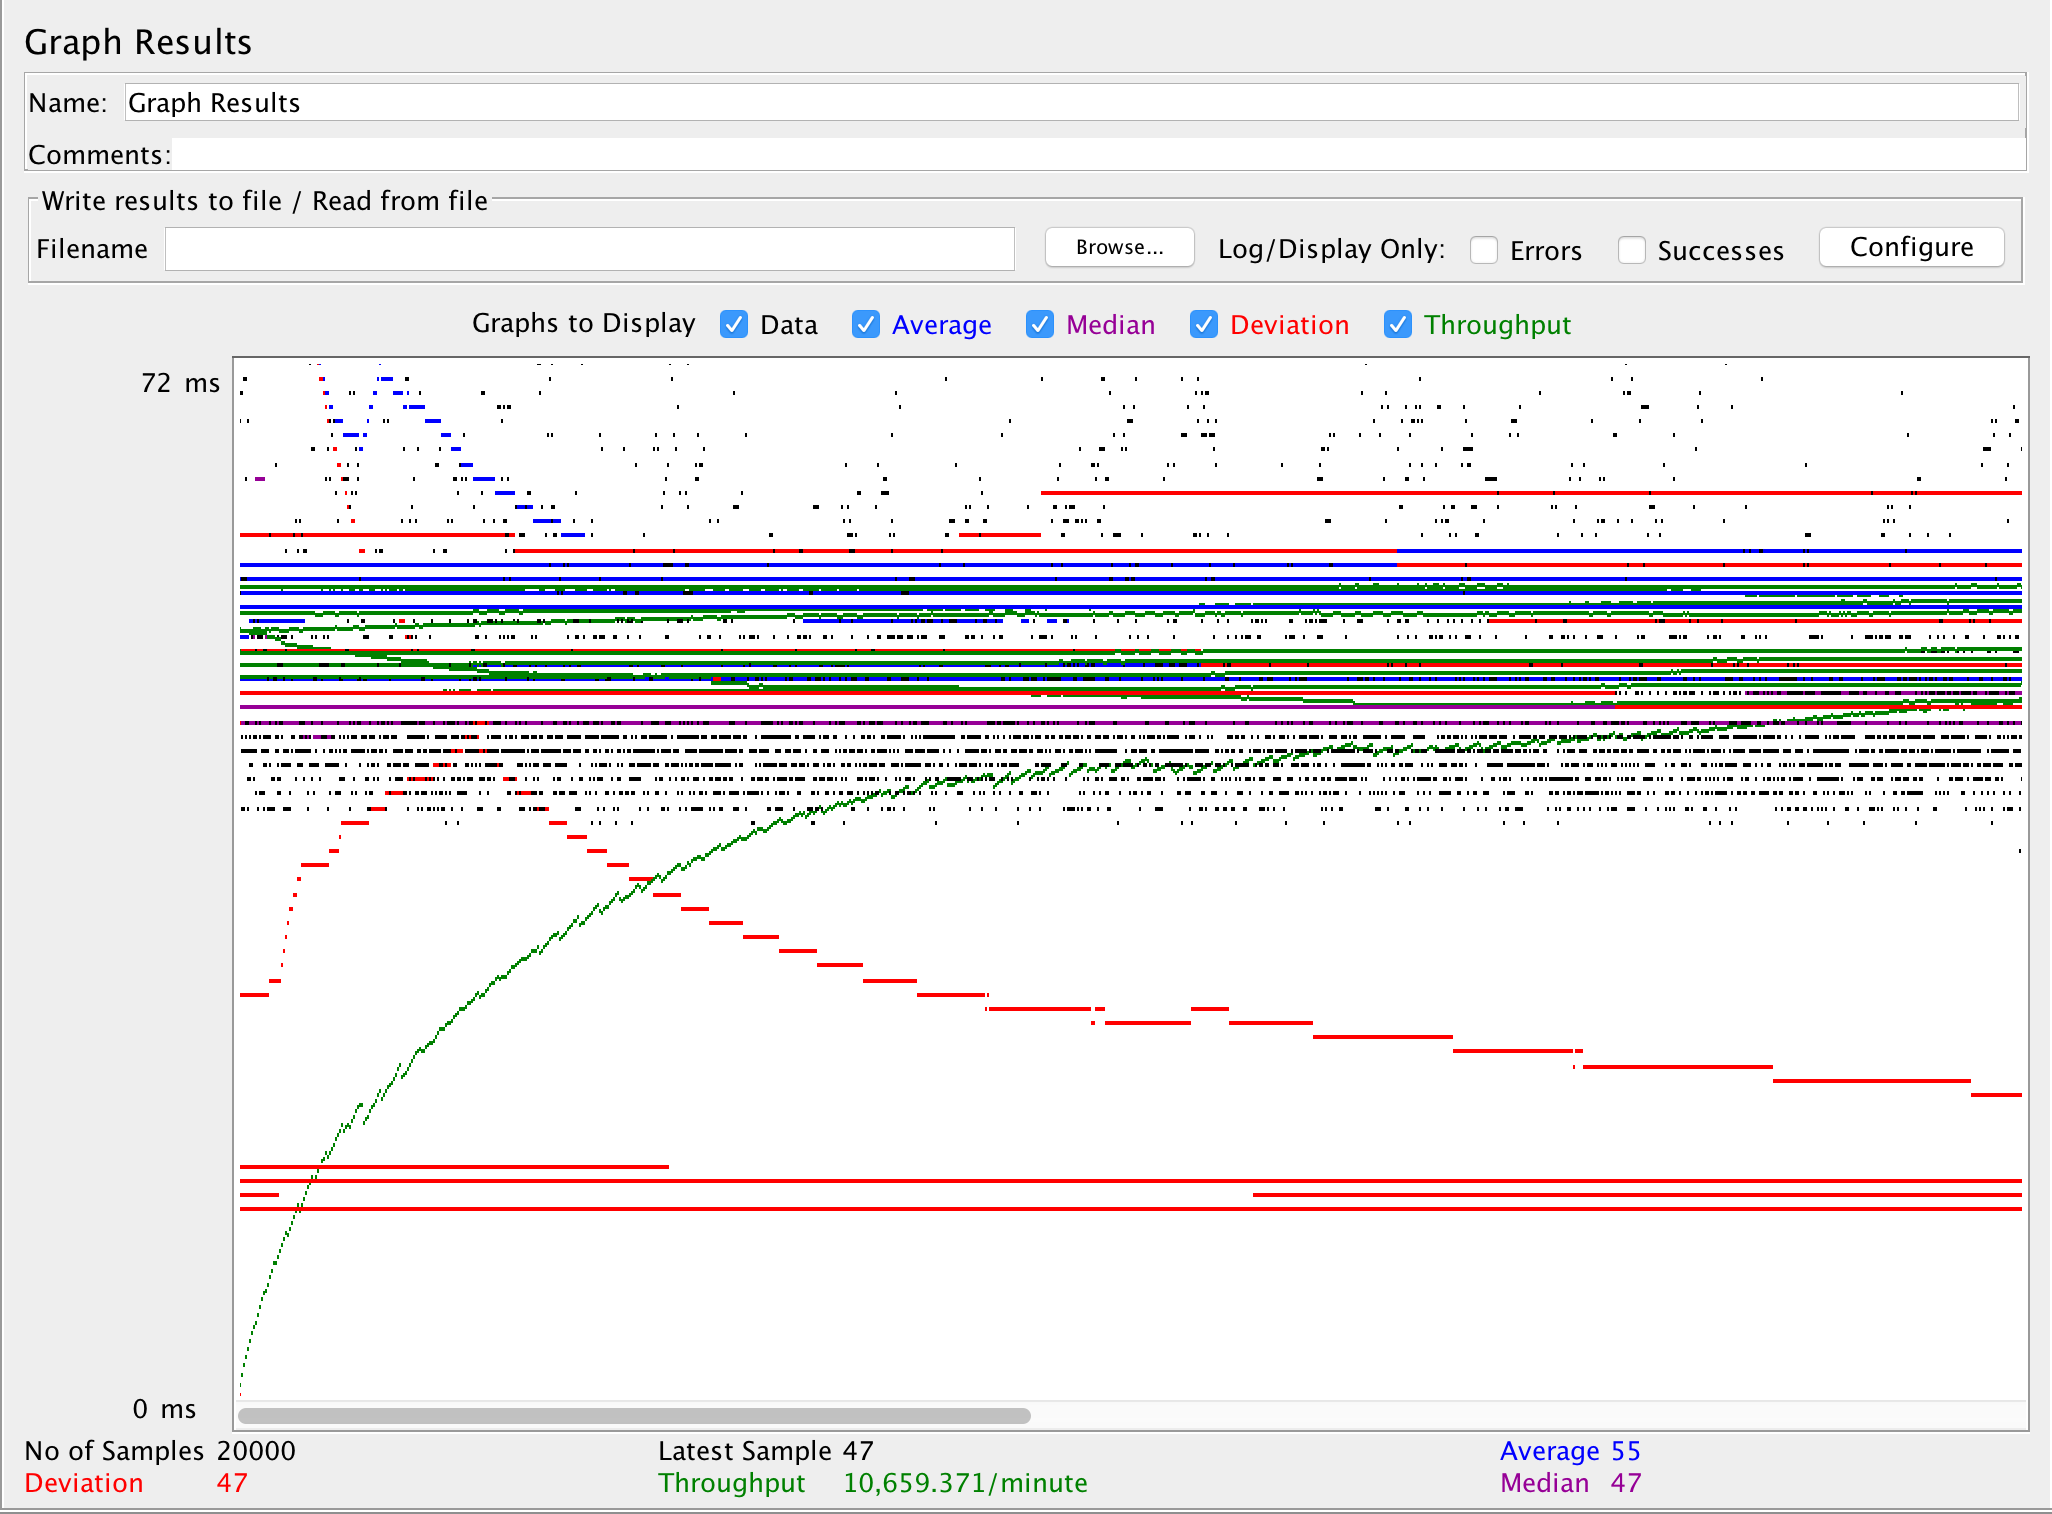 Graph Results
Name: Graph Results
Comments:
Write results to file / Read from file
Filename Browse... Log/Display Only: Errors Successes Configure
Graphs to Display Data Average Median Deviation Throughput
72 ms
0 ms
No of Samples 20000 Latest Sample 47 Average 55
Deviation 47 Throughput 10,659.371/minute Median 47